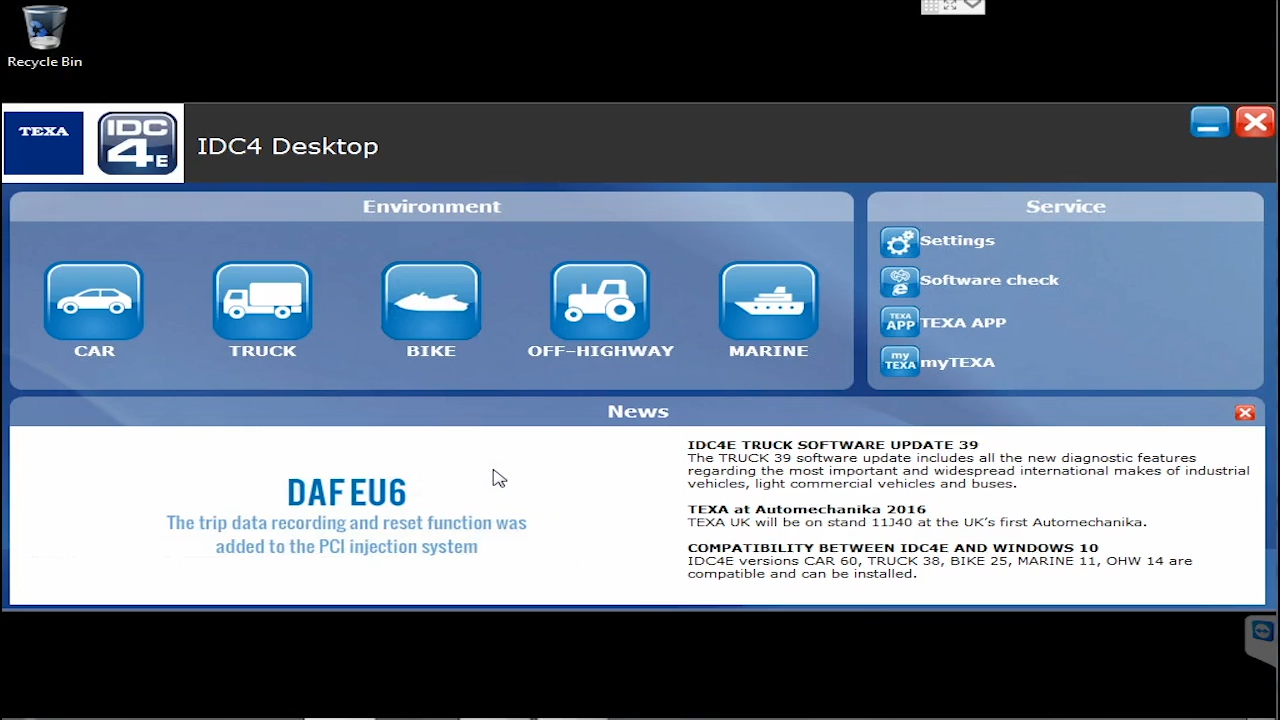 Recycle Bin
TEXA
IDC
4E
IDC4 Desktop
Environment
CAR
TRUCK
BIKE
OFF-HIGHWAY
MARINE
Service
Settings
Software check
TEXA
APP
TEXA APP
my
TEXA
myTEXA
News
DAF EU6
The trip data recording and reset function was
added to the PCI injection system
IDC4E TRUCK SOFTWARE UPDATE 39
The TRUCK 39 software update includes all the new diagnostic features
regarding the most important and widespread international makes of industrial
vehicles, light commercial vehicles and buses.
TEXA at Automechanika 2016
TEXA UK will be on stand 11J40 at the UK's first Automechanika.
COMPATIBILITY BETWEEN IDC4E AND WINDOWS 10
IDC4E versions CAR 60, TRUCK 38, BIKE 25, MARINE 11, OHW 14 are
compatible and can be installed.